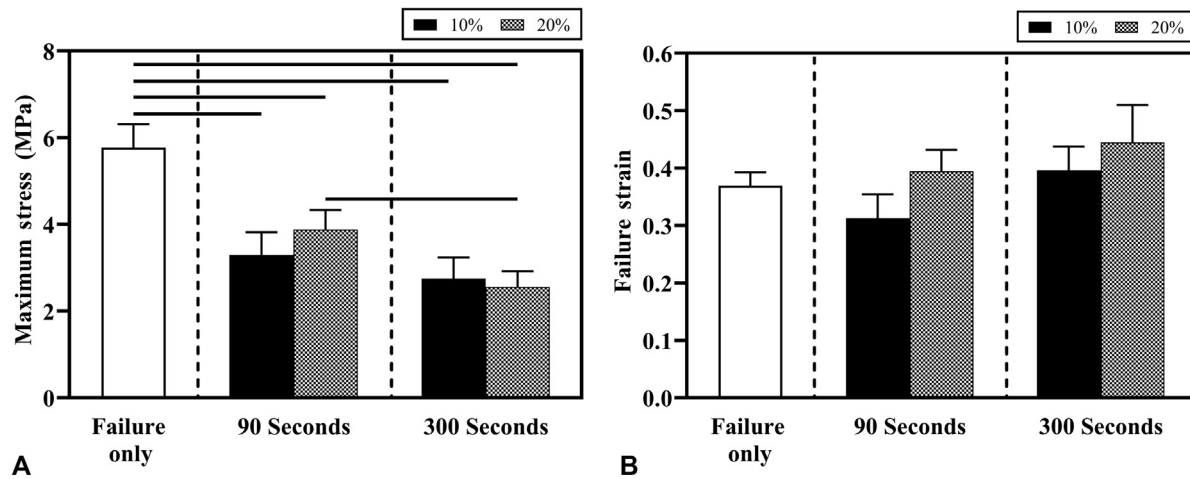 10% 20%
8
6
4
2
0
Maximum stress (MPa)
Failure only
90 Seconds
300 Seconds
A
10% 20%
0.6
0.5
0.4
0.3
0.2
0.1
0.0
Failure strain
Failure only
90 Seconds
300 Seconds
B